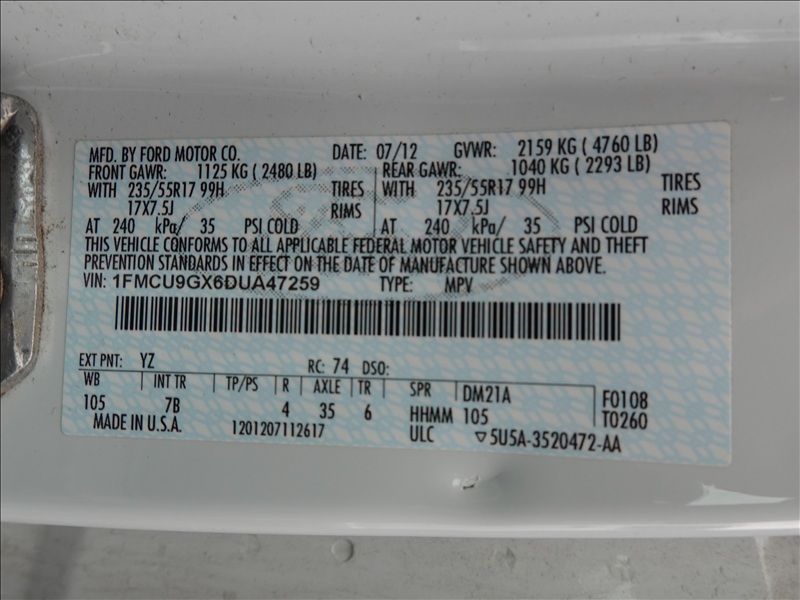 MFD. BY FORD MOTOR CO. DATE: 07/12 GVWR: 2159 KG ( 4760 LB)
FRONT GAWR: 1125 KG ( 2480 LB) REAR GAWR: 1040 KG ( 2293 LB)
WITH 235/55R17 99H TIRES WITH 235/55R17 99H TIRES
17X7.5J RIMS 17X7.5J RIMS
AT 240 kPa/ 35 PSI COLD AT 240 kPa/ 35 PSI COLD
THIS VEHICLE CONFORMS TO ALL APPLICABLE FEDERAL MOTOR VEHICLE SAFETY AND THEFT
PREVENTION STANDARDS IN EFFECT ON THE DATE OF MANUFACTURE SHOWN ABOVE.
VIN: 1FMCU9GX6DUA47259 TYPE: MPV
EXT PNT: YZ RC: 74 DSO:
WB INT TR TP/PS R AXLE TR SPR DM21A F0108
105 7B 4 35 6 HHMM 105 T0260
MADE IN U.S.A. 1201207112617 ULC ▽5U5A-3520472-AA